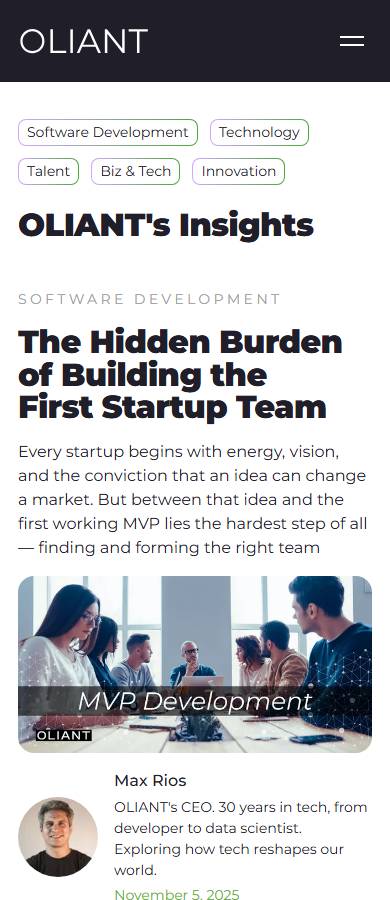 OLIANT
Software Development
Technology
Talent
Biz & Tech
Innovation
OLIANT's Insights
SOFTWARE DEVELOPMENT
The Hidden Burden
of Building the
First Startup Team
Every startup begins with energy, vision,
and the conviction that an idea can change
a market. But between that idea and the
first working MVP lies the hardest step of all
— finding and forming the right team
MVP Development
OLIANT
Max Rios
OLIANT's CEO. 30 years in tech, from
developer to data scientist.
Exploring how tech reshapes our
world.
November 5, 2025